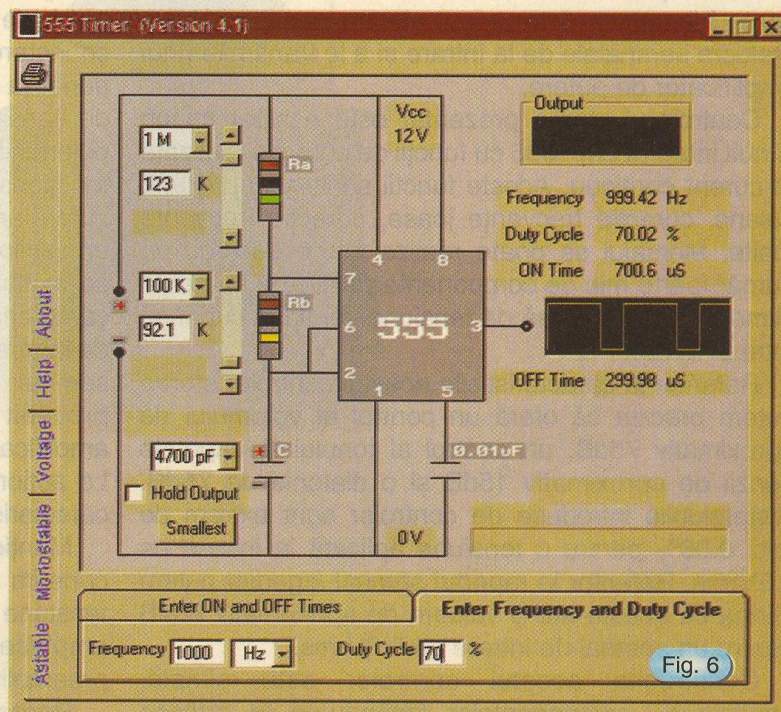 555 Timer (Version 4.1)
1 M
123 K
Ra
Vcc
12V
Output
Frequency 999.42 Hz
Duty Cycle 70.02 %
ON Time 700.6 uS
4 8
7
100 K
92.1 K
Rb
6
555
3
2
1 5
OFF Time 299.98 uS
4700 pF
C
0.01uF
Hold Output
Smallest
0V
About
Help
Voltage
Monostable
Astable
Enter ON and OFF Times
Enter Frequency and Duty Cycle
Frequency 1000 Hz
Duty Cycle 70 %
Fig. 6